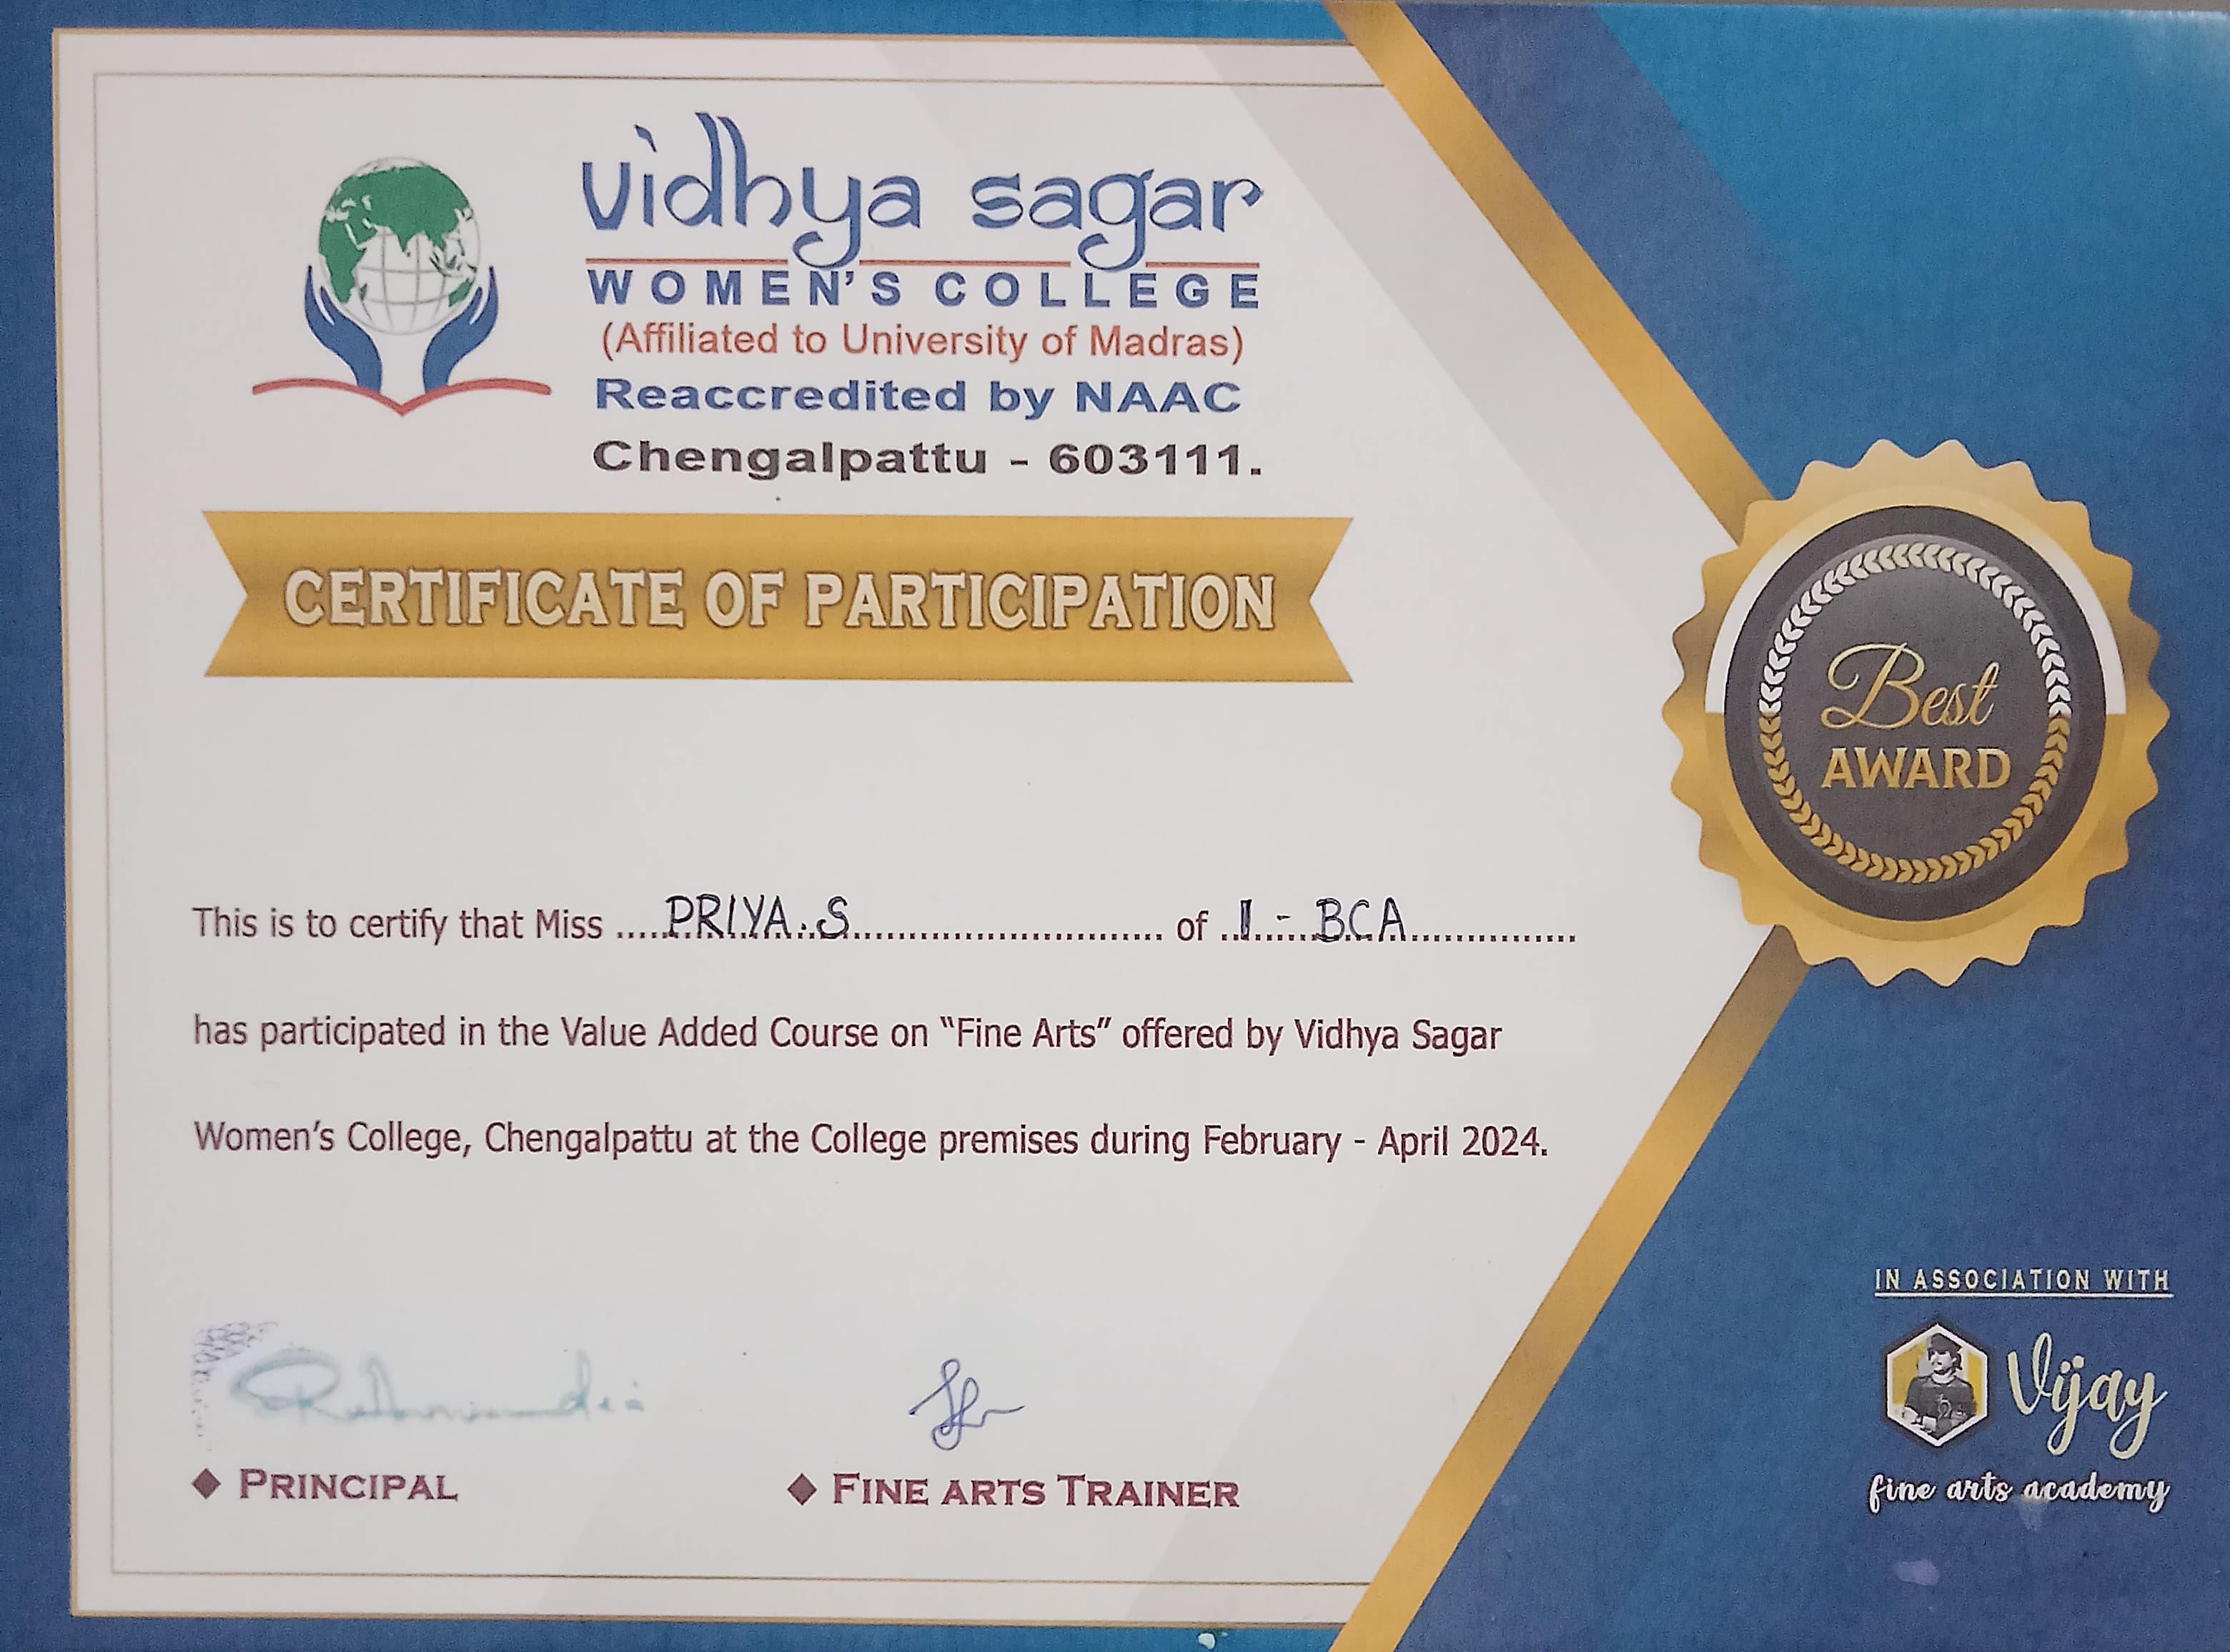 vidhya sagar
WOMEN'S COLLEGE
(Affiliated to University of Madras)
Reaccredited by NAAC
Chengalpattu - 603111.
CERTIFICATE OF PARTICIPATION
Best
AWARD
This is to certify that Miss ......PRIYA.S.............................. of ..I - BCA................
has participated in the Value Added Course on “Fine Arts” offered by Vidhya Sagar
Women’s College, Chengalpattu at the College premises during February - April 2024.
◆ PRINCIPAL
◆ FINE ARTS TRAINER
IN ASSOCIATION WITH
Vijay
fine arts academy